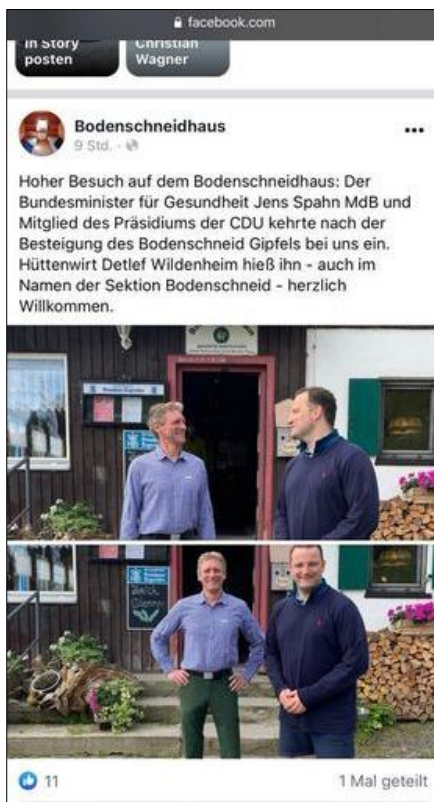 facebook.com
In Story
posten
Christian
Wagner
Bodenschneidhaus
9 Std.
Hoher Besuch auf dem Bodenschneidhaus: Der
Bundesminister für Gesundheit Jens Spahn MdB und
Mitglied des Präsidiums der CDU kehrte nach der
Besteigung des Bodenschneid Gipfels bei uns ein.
Hüttenwirt Detlef Wildenheim hieß ihn - auch im
Namen der Sektion Bodenschneid - herzlich
Willkommen.
11
1 Mal geteilt